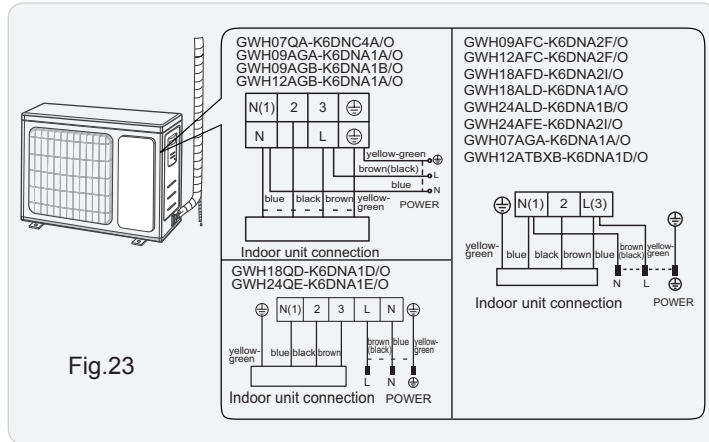 GWH07QA-K6DNC4A/O
GWH09AGA-K6DNA1A/O
GWH09AGB-K6DNA1B/O
GWH12AGB-K6DNA1A/O
N(1) 2 3
N L
yellow-green
brown(black) L
blue N
blue black brown yellow-green POWER
Indoor unit connection
GWH18QD-K6DNA1D/O
GWH24QE-K6DNA1E/O
N(1) 2 3 L N
yellow-green blue black brown brown (black) blue yellow-green
L N
Indoor unit connection POWER
GWH09AFC-K6DNA2F/O
GWH12AFC-K6DNA2F/O
GWH18AFD-K6DNA2I/O
GWH18ALD-K6DNA1A/O
GWH24ALD-K6DNA1B/O
GWH24AFE-K6DNA2I/O
GWH07AGA-K6DNA1A/O
GWH12ATBXB-K6DNA1D/O
N(1) 2 L(3)
yellow-green blue black brown blue brown (black) yellow-green
N L
Indoor unit connection POWER
Fig.23